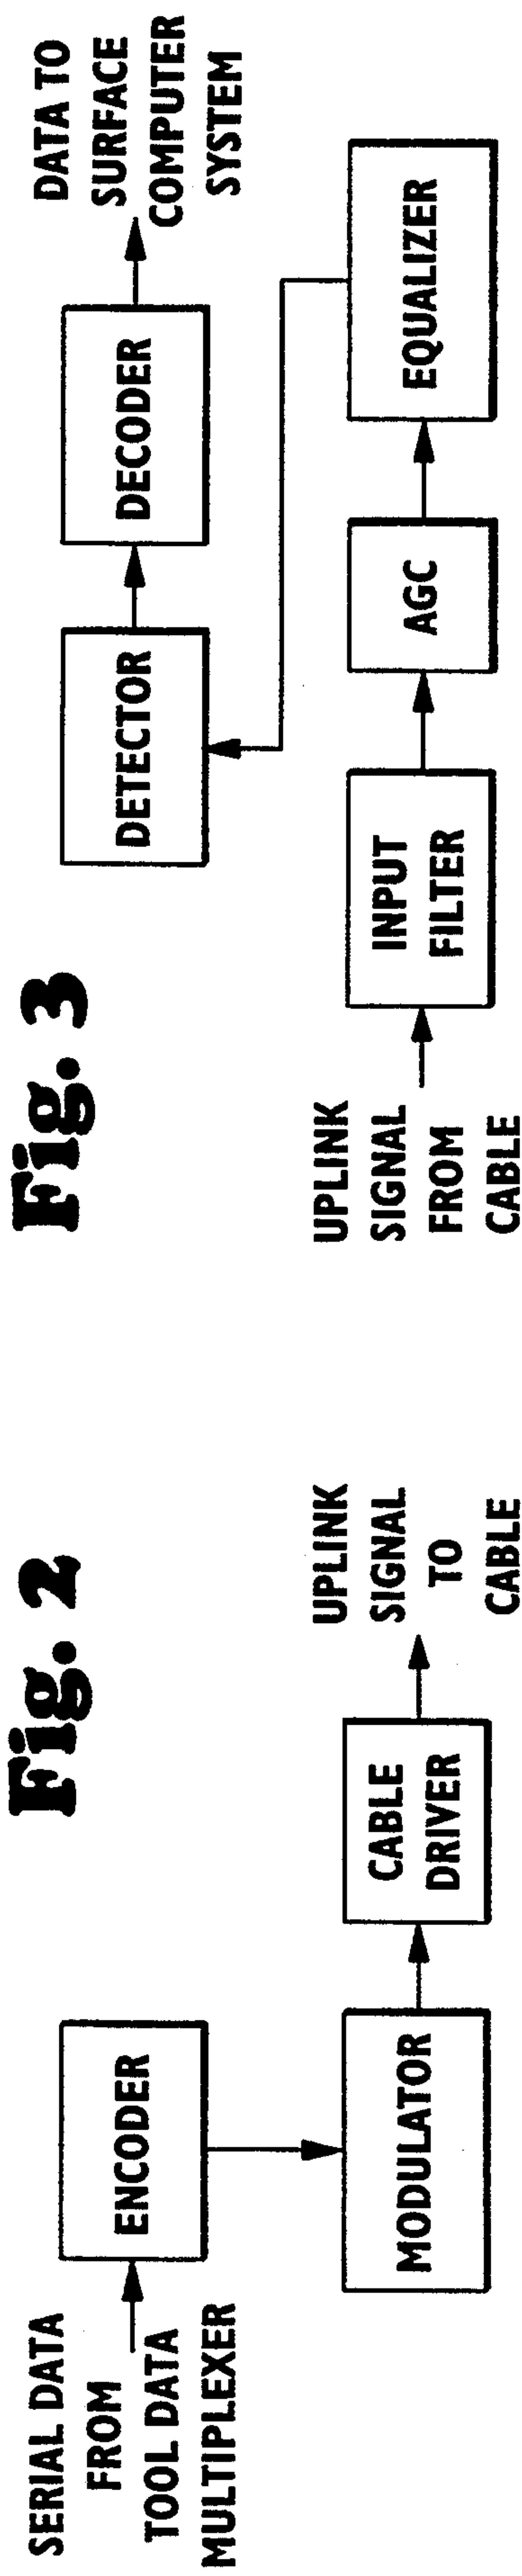 Fig. 2
SERIAL DATA
FROM
TOOL DATA
MULTIPLEXER
ENCODER
MODULATOR
CABLE
DRIVER
UPLINK
SIGNAL
TO
CABLE
Fig. 3
UPLINK
SIGNAL
FROM
CABLE
INPUT
FILTER
AGC
EQUALIZER
DETECTOR
DECODER
DATA TO
SURFACE
COMPUTER
SYSTEM